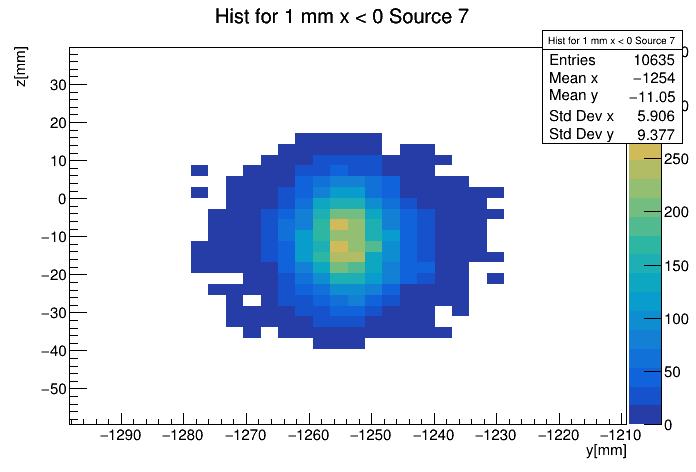 Hist for 1 mm x < 0 Source 7
z[mm]
Hist for 1 mm x < 0 Source 7
Entries 10635
Mean x −1254
Mean y −11.05
Std Dev x 5.906
Std Dev y 9.377
30
20
10
0
−10
−20
−30
−40
−50
0
0
250
200
150
100
50
0
−1290 −1280 −1270 −1260 −1250 −1240 −1230 −1220 −1210
y[mm]